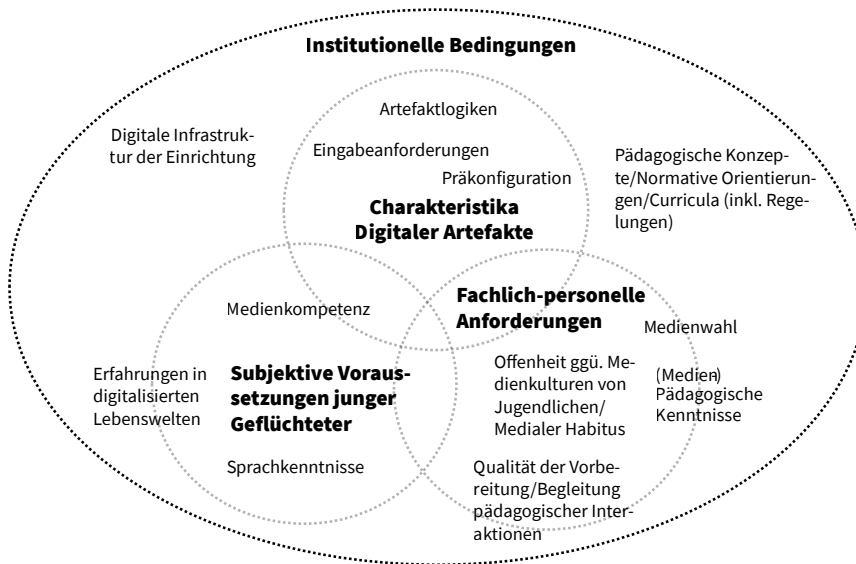 Institutionelle Bedingungen
Artefaktlogiken
Digitale Infrastruk-
tur der Einrichtung
Eingabeanforderungen
Präkonfiguration
Pädagogische Konzep-
te/Normative Orientierun-
gen/Curricula (inkl. Rege-
lungen)
Charakteristika
Digitaler Artefakte
Medienkompetenz
Fachlich-personelle
Anforderungen
Medienwahl
Erfahrungen in
digitalisierten
Lebenswelten
Subjektive Voraus-
setzungen junger
Geflüchteter
Offenheit ggü. Me-
dienkulturen von
Jugendlichen/
Medialer Habitus
(Medien)
Pädagogische
Kenntnisse
Sprachkenntnisse
Qualität der Vorbe-
reitung/Begleitung
pädagogischer Inter-
aktionen